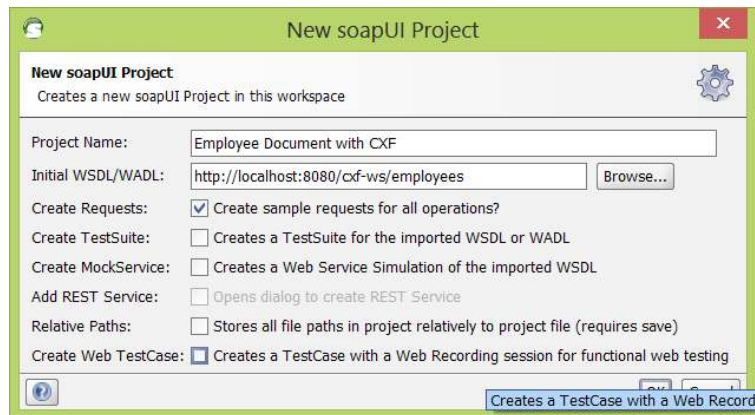 New soapUI Project
New soapUI Project
Creates a new soapUI Project in this workspace
Project Name: Employee Document with CXF
Initial WSDL/WADL: http://localhost:8080/cxf-ws/employees Browse...
Create Requests: Create sample requests for all operations?
Create TestSuite: Creates a TestSuite for the imported WSDL or WADL
Create MockService: Creates a Web Service Simulation of the imported WSDL
Add REST Service: Opens dialog to create REST Service
Relative Paths: Stores all file paths in project relatively to project file (requires save)
Create Web TestCase: Creates a TestCase with a Web Recording session for functional web testing
Creates a TestCase with a Web Record